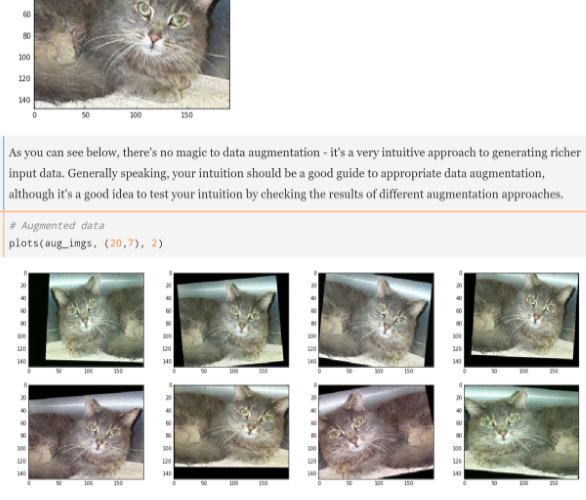 60
80
100
120
140
0 50 100 150
As you can see below, there's no magic to data augmentation - it's a very intuitive approach to generating richer
input data. Generally speaking, your intuition should be a good guide to appropriate data augmentation,
although it's a good idea to test your intuition by checking the results of different augmentation approaches.
# Augmented data
plots(aug_imgs, (20,7), 2)
0 0 0 0
20 20 20 20
40 40 40 40
60 60 60 60
80 80 80 80
100 100 100 100
120 120 120 120
140 140 140 140
0 50 100 150 0 50 100 150 0 50 100 150 0 50 100 150
0 0 0 0
20 20 20 20
40 40 40 40
60 60 60 60
80 80 80 80
100 100 100 100
120 120 120 120
140 140 140 140
0 50 100 150 0 50 100 150 0 50 100 150 0 50 100 150